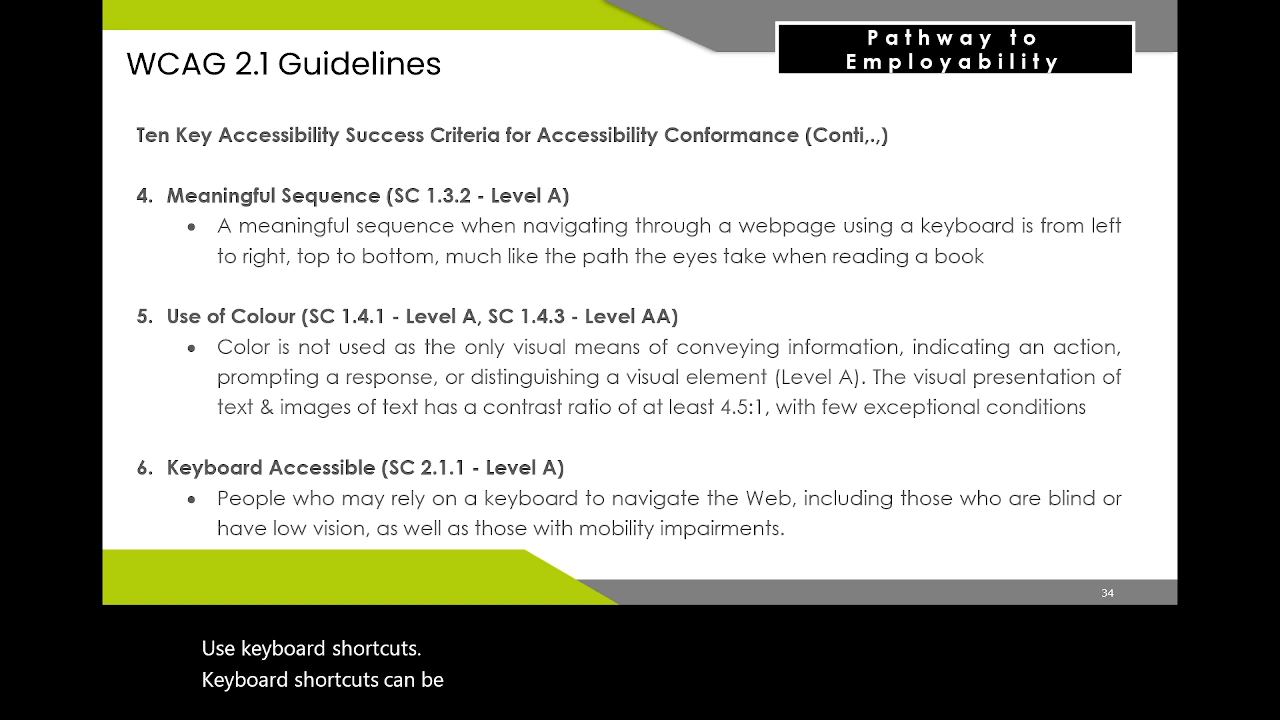 Pathway to
Employability
WCAG 2.1 Guidelines
Ten Key Accessibility Success Criteria for Accessibility Conformance (Conti,.,)
4. Meaningful Sequence (SC 1.3.2 - Level A)
• A meaningful sequence when navigating through a webpage using a keyboard is from left
to right, top to bottom, much like the path the eyes take when reading a book
5. Use of Colour (SC 1.4.1 - Level A, SC 1.4.3 - Level AA)
• Color is not used as the only visual means of conveying information, indicating an action,
prompting a response, or distinguishing a visual element (Level A). The visual presentation of
text & images of text has a contrast ratio of at least 4.5:1, with few exceptional conditions
6. Keyboard Accessible (SC 2.1.1 - Level A)
• People who may rely on a keyboard to navigate the Web, including those who are blind or
have low vision, as well as those with mobility impairments.
34
Use keyboard shortcuts.
Keyboard shortcuts can be